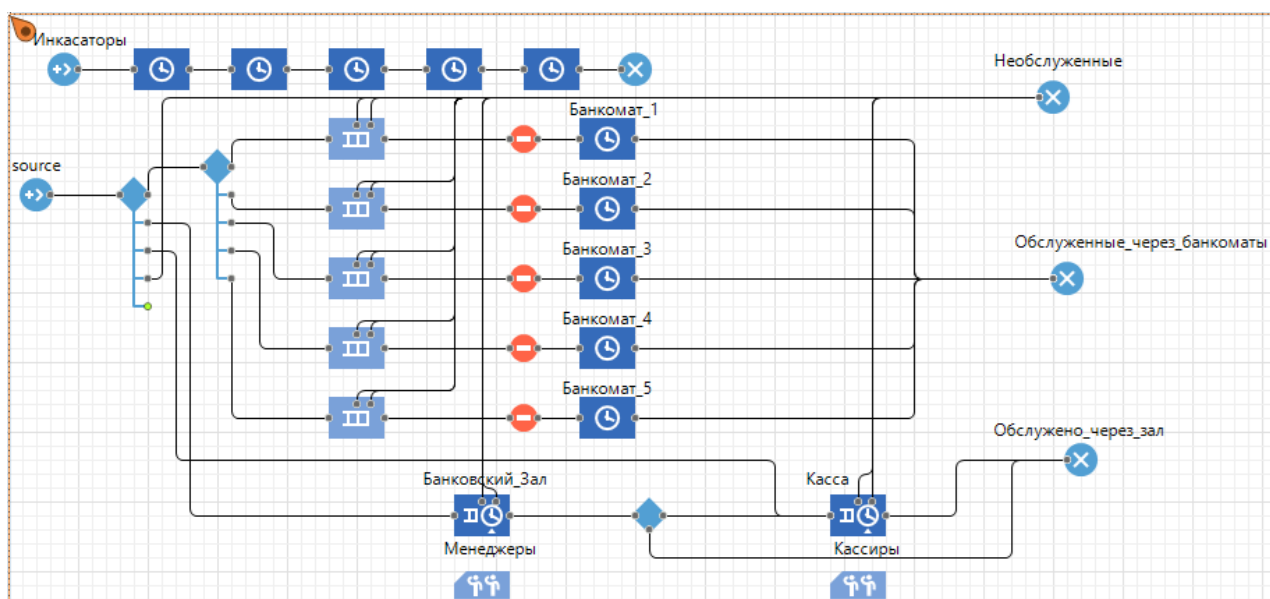 Инкасаторы
Необслуженные
Банкомат_1
source
Банкомат_2
Банкомат_3
Обслуженные_через_банкоматы
Банкомат_4
Банкомат_5
Обслужено_через_зал
Банковский_Зал
Касса
Менеджеры
Кассиры